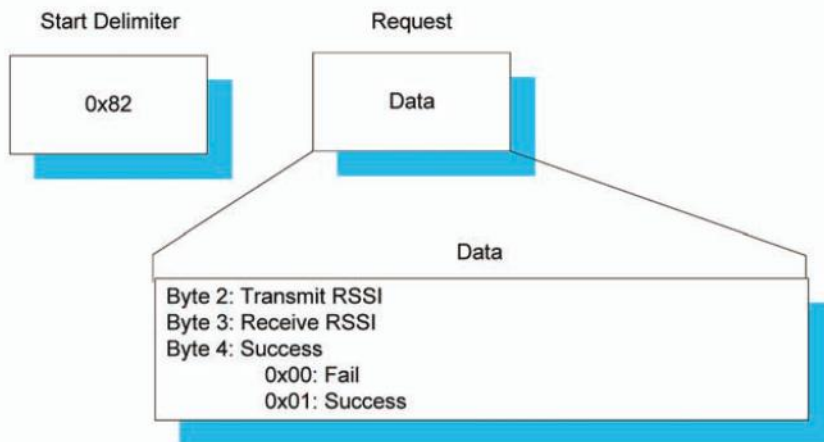 Start Delimiter
Request
0x82
Data
Data
Byte 2: Transmit RSSI
Byte 3: Receive RSSI
Byte 4: Success
0x00: Fail
0x01: Success